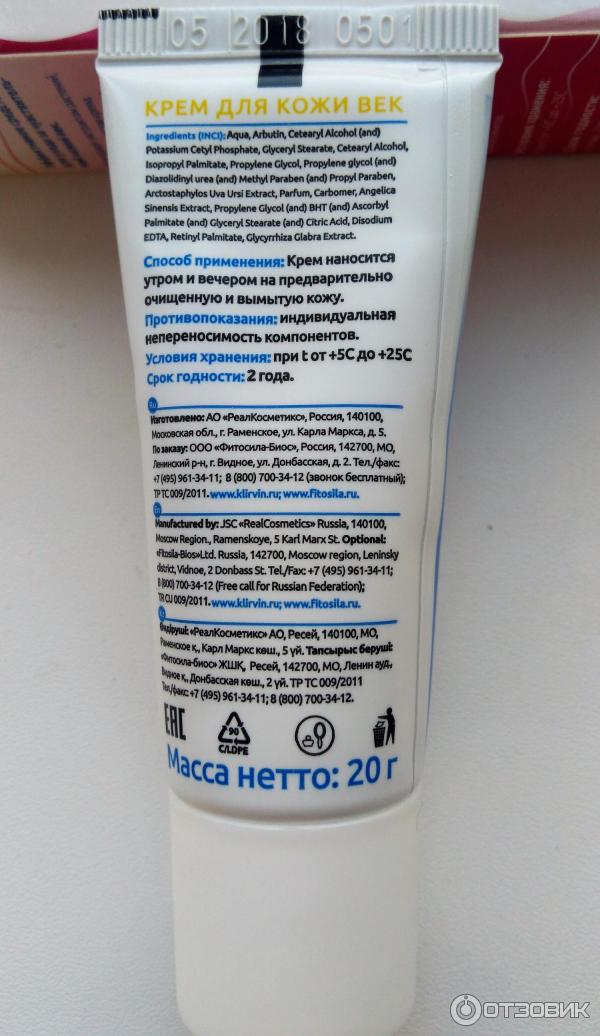 05 2018 0501
КРЕМ ДЛЯ КОЖИ ВЕК
Ingredients (INCI): Aqua, Arbutin, Cetearyl Alcohol (and)
Potassium Cetyl Phosphate, Glyceryl Stearate, Cetearyl Alcohol,
Isopropyl Palmitate, Propylene Glycol, Propylene glycol (and)
Diazolidinyl urea (and) Methyl Paraben (and) Propyl Paraben,
Arctostaphylos Uva Ursi Extract, Parfum, Carbomer, Angelica
Sinensis Extract, Propylene Glycol (and) BHT (and) Ascorbyl
Palmitate (and) Glyceryl Stearate (and) Citric Acid, Disodium
EDTA, Retinyl Palmitate, Glycyrrhiza Glabra Extract.
Способ применения: Крем наносится
утром и вечером на предварительно
очищенную и вымытую кожу.
Противопоказания: индивидуальная
непереносимость компонентов.
Условия хранения: при t от +5С до +25С
Срок годности: 2 года.
Ru
Изготовлено: АО «РеалКосметикс», Россия, 140100,
Московская обл., г. Раменское, ул. Карла Маркса, д. 5.
По заказу: ООО «Фитосила-Биос», Россия, 142700, МО,
Ленинский р-н, г. Видное, ул. Донбасская, д. 2. Тел./факс:
+7 (495) 961-34-11; 8 (800) 700-34-12 (звонок бесплатный);
ТР ТС 009/2011. www.klirvin.ru; www.fitosila.ru.
En
Manufactured by: JSC «RealCosmetics» Russia, 140100,
Moscow Region., Ramenskoye, 5 Karl Marx St. Optional:
«Fitosila-Bios»Ltd. Russia, 142700, Moscow region, Leninsky
district, Vidnoe, 2 Donbass St. Tel./Fax: +7 (495) 961-34-11;
8 (800) 700-34-12 (Free call for Russian Federation);
TR CU 009/2011. www.klirvin.ru; www.fitosila.ru.
Өндіруші: «РеалКосметикс» АО, Ресей, 140100, МО,
Раменское қ., Карл Маркс көш., 5 үй. Тапсырыс беруші:
«Фитосила-биос» ЖШҚ, Ресей, 142700, МО, Ленин ауд.,
Видное қ., Донбасская көш., 2 үй. ТР ТС 009/2011
Тел./факс: +7 (495) 961-34-11; 8 (800) 700-34-12.
EAC
90
C/LDPE
Масса нетто: 20 г
ОТЗОВИК